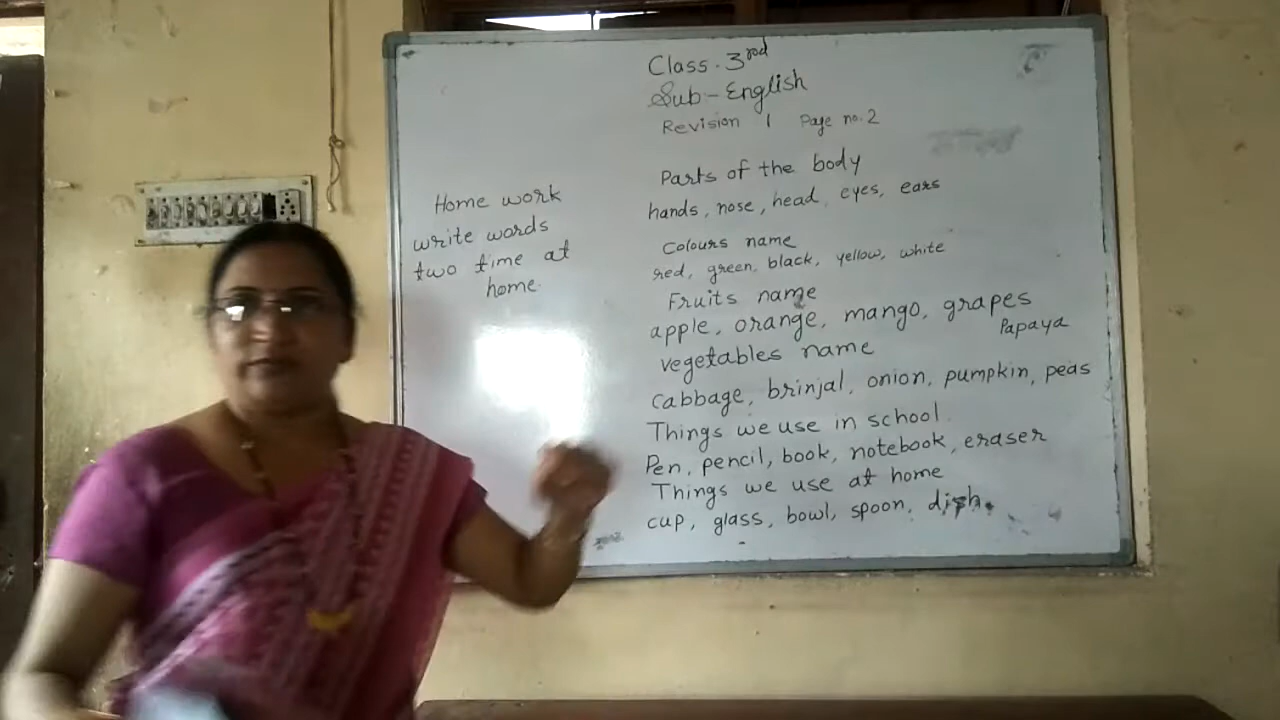 Class. 3rd
Sub - English
Revision 1 Page no. 2
Parts of the body
hands, nose, head, eyes, ears
Colours name
red, green, black, yellow, white
Fruits name
apple, orange, mango, grapes
Papaya
vegetables name
cabbage, brinjal, onion, pumpkin, peas
Things we use in school.
Pen, pencil, book, notebook, eraser
Things we use at home
cup, glass, bowl, spoon, dish.
Home work
write words
two time at
home.